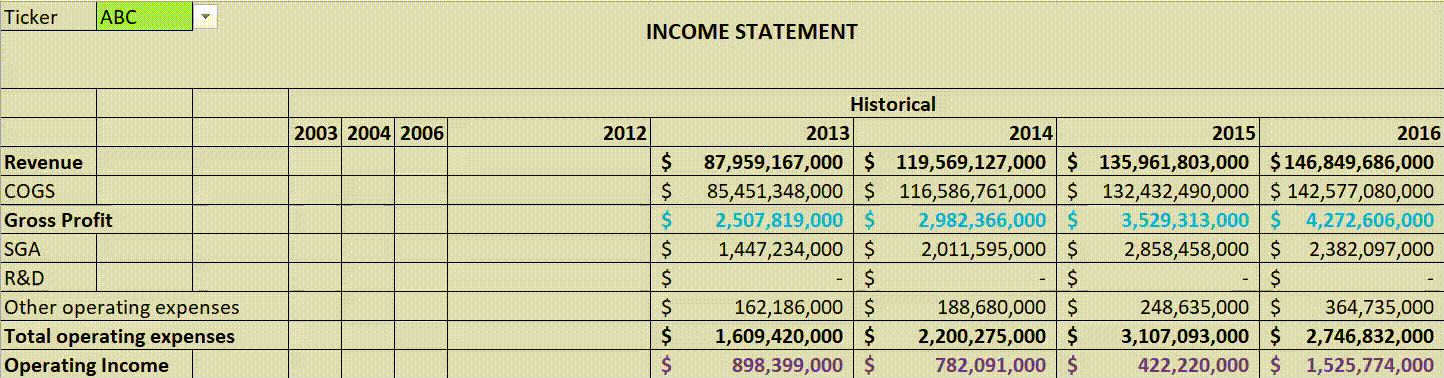 Ticker ABC
INCOME STATEMENT
Historical
2003 2004 2006 2012 2013 2014 2015 2016
Revenue $ 87,959,167,000 $ 119,569,127,000 $ 135,961,803,000 $ 146,849,686,000
COGS $ 85,451,348,000 $ 116,586,761,000 $ 132,432,490,000 $ 142,577,080,000
Gross Profit $ 2,507,819,000 $ 2,982,366,000 $ 3,529,313,000 $ 4,272,606,000
SGA $ 1,447,234,000 $ 2,011,595,000 $ 2,858,458,000 $ 2,382,097,000
R&D $ - $ - $ - $ -
Other operating expenses $ 162,186,000 $ 188,680,000 $ 248,635,000 $ 364,735,000
Total operating expenses $ 1,609,420,000 $ 2,200,275,000 $ 3,107,093,000 $ 2,746,832,000
Operating Income $ 898,399,000 $ 782,091,000 $ 422,220,000 $ 1,525,774,000